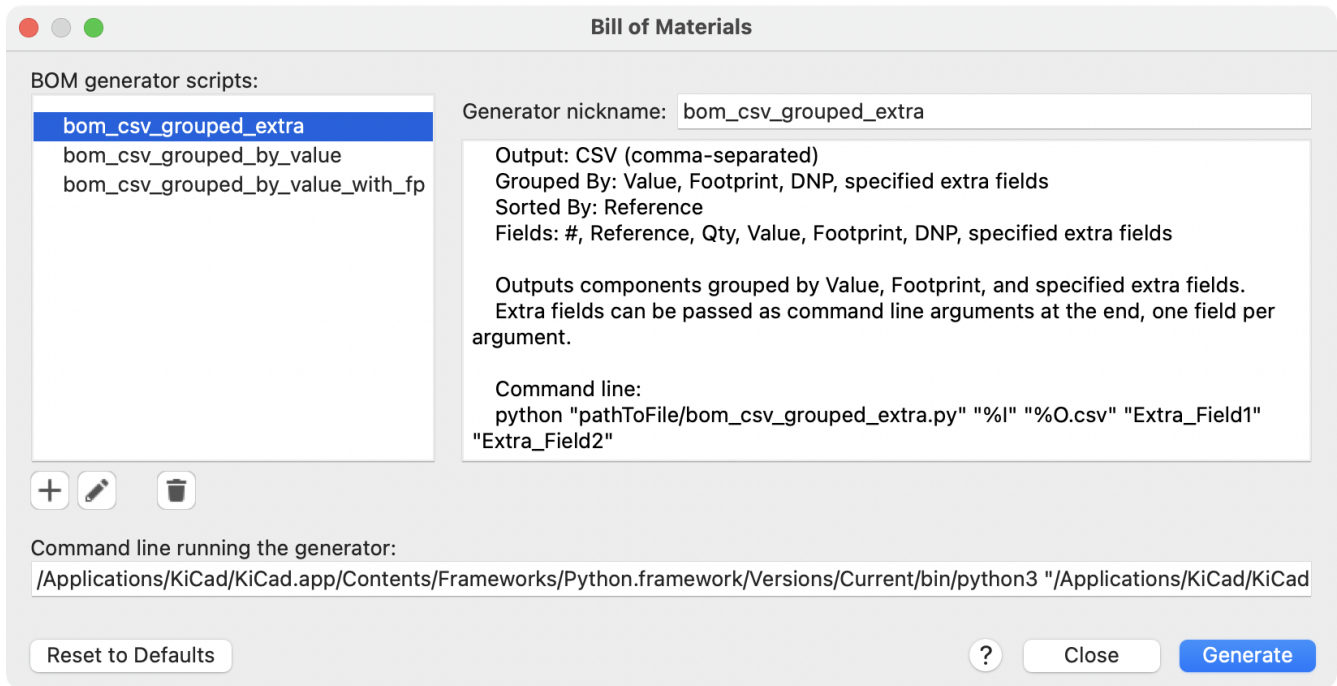 Bill of Materials
BOM generator scripts:
bom_csv_grouped_extra
bom_csv_grouped_by_value
bom_csv_grouped_by_value_with_fp
Generator nickname: bom_csv_grouped_extra
Output: CSV (comma-separated)
Grouped By: Value, Footprint, DNP, specified extra fields
Sorted By: Reference
Fields: #, Reference, Qty, Value, Footprint, DNP, specified extra fields
Outputs components grouped by Value, Footprint, and specified extra fields.
Extra fields can be passed as command line arguments at the end, one field per
argument.
Command line:
python "pathToFile/bom_csv_grouped_extra.py" "%I" "%O.csv" "Extra_Field1"
"Extra_Field2"
Command line running the generator:
/Applications/KiCad/KiCad.app/Contents/Frameworks/Python.framework/Versions/Current/bin/python3 "/Applications/KiCad/KiCad
Reset to Defaults
?
Close
Generate